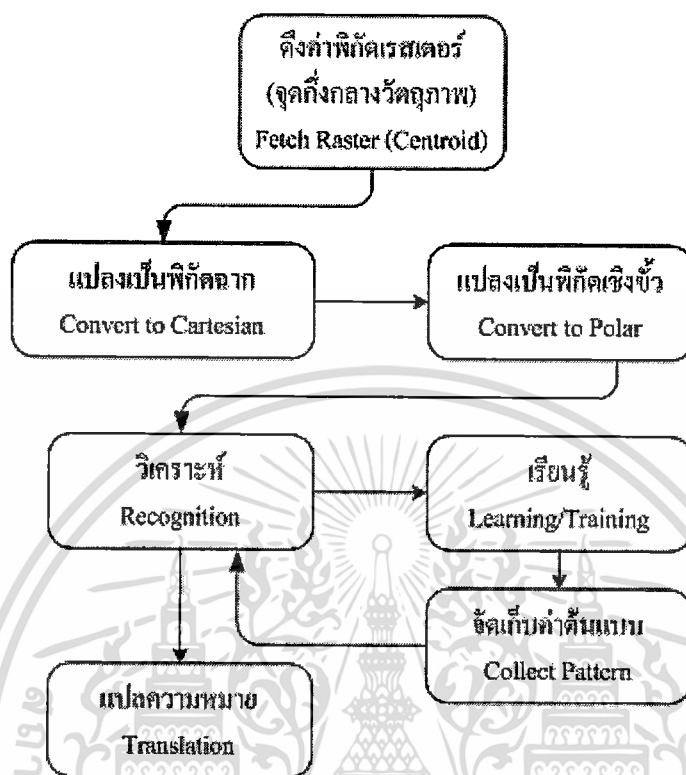 ดึงค่าพิกัดเรสเตอร์
(จุดกึ่งกลางวัตถุภาพ)
Fetch Raster (Centroid)
แปลงเป็นพิกัดฉาก
Convert to Cartesian
แปลงเป็นพิกัดเชิงขั้ว
Convert to Polar
วิเคราะห์
Recognition
เรียนรู้
Learning/Training
จัดเก็บค่าต้นแบบ
Collect Pattern
แปลความหมาย
Translation